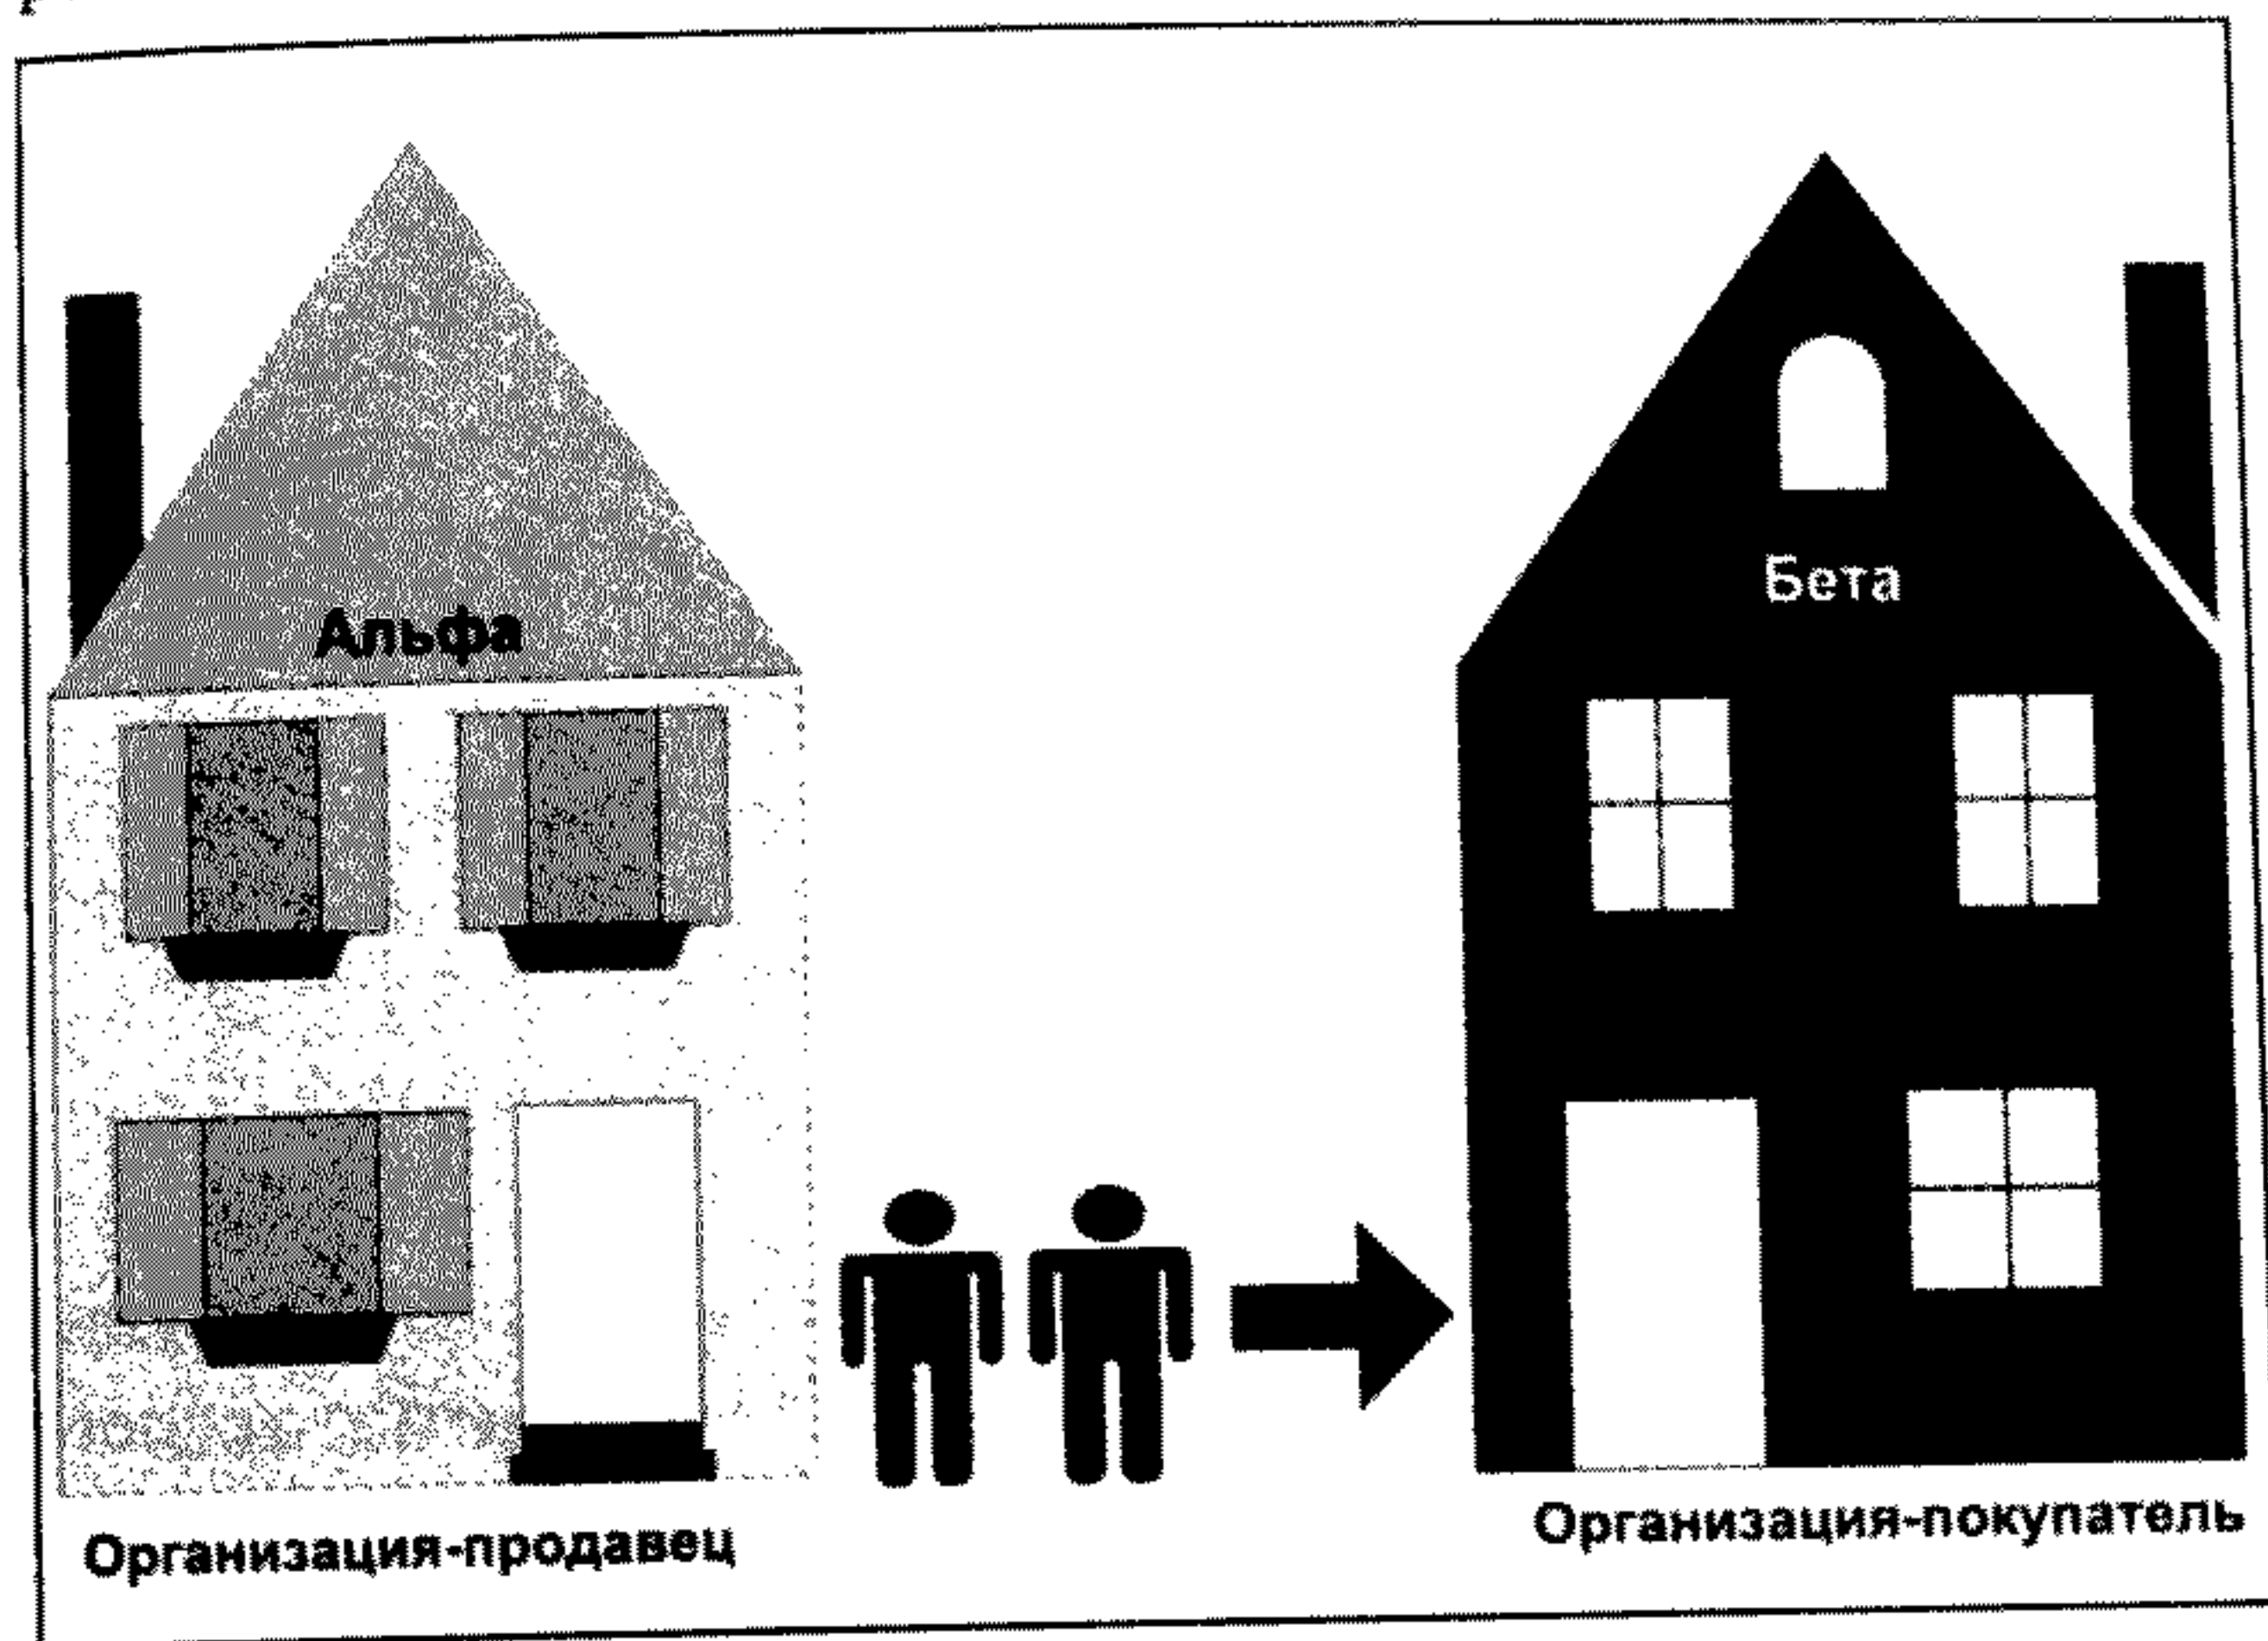 Альфа
Бета
Организация-продавец
Организация-покупатель